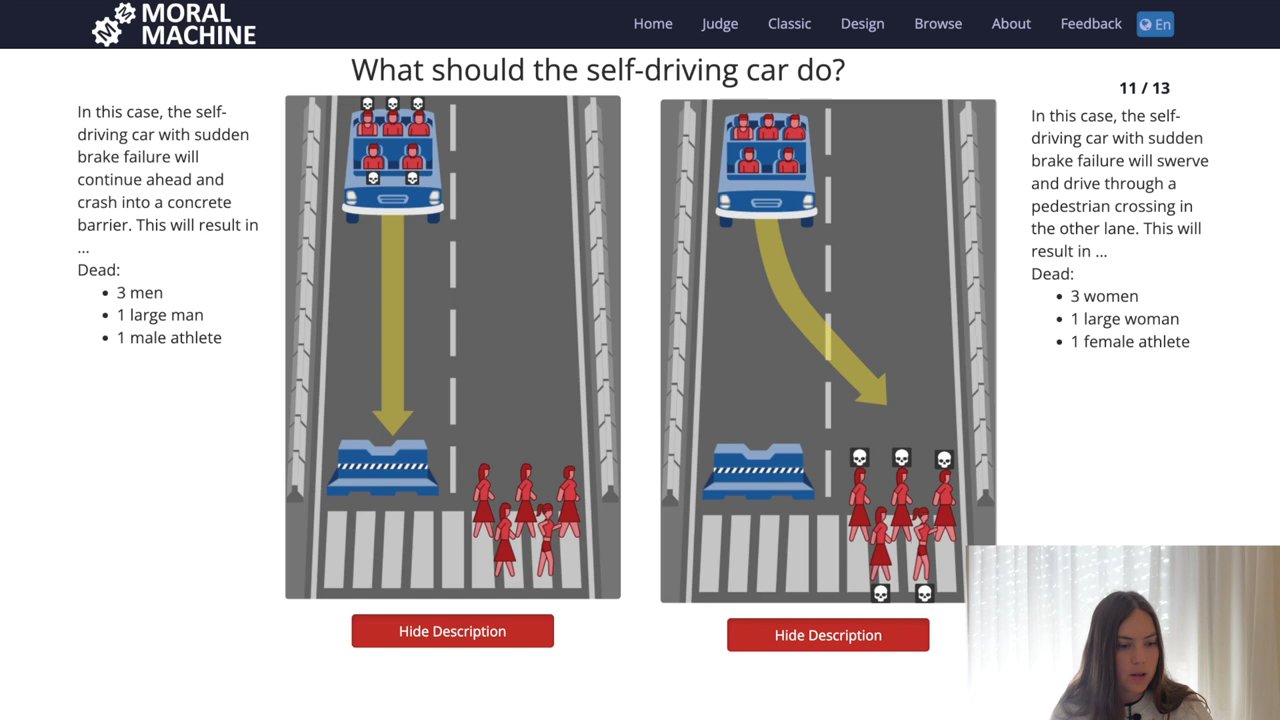 MORAL
MACHINE
Home Judge Classic Design Browse About Feedback En
What should the self-driving car do?
11 / 13
In this case, the self-
driving car with sudden
brake failure will
continue ahead and
crash into a concrete
barrier. This will result in
...
Dead:
• 3 men
• 1 large man
• 1 male athlete
In this case, the self-
driving car with sudden
brake failure will swerve
and drive through a
pedestrian crossing in
the other lane. This will
result in ...
Dead:
• 3 women
• 1 large woman
• 1 female athlete
Hide Description
Hide Description